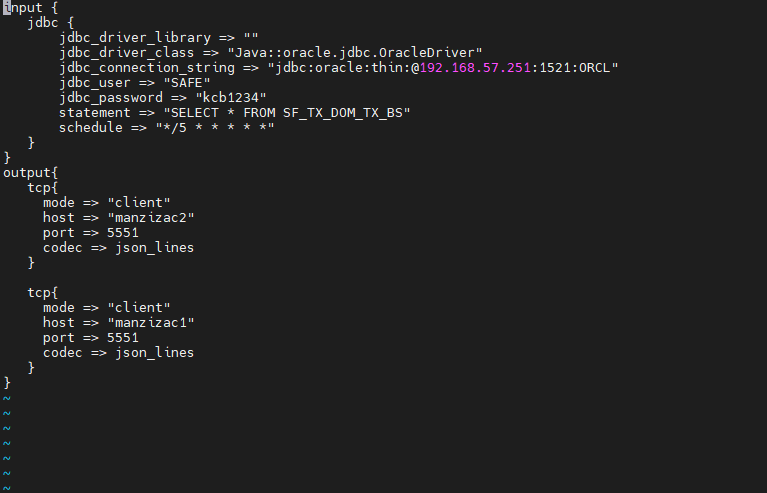 input {
   jdbc {
       jdbc_driver_library => ""
       jdbc_driver_class => "Java::oracle.jdbc.OracleDriver"
       jdbc_connection_string => "jdbc:oracle:thin:@192.168.57.251:1521:ORCL"
       jdbc_user => "SAFE"
       jdbc_password => "kcb1234"
       statement => "SELECT * FROM SF_TX_DOM_TX_BS"
       schedule => "*/5 * * * * *"
   }
}
output{
   tcp{
     mode => "client"
     host => "manzizac2"
     port => 5551
     codec => json_lines
   }

   tcp{
     mode => "client"
     host => "manzizac1"
     port => 5551
     codec => json_lines
   }
}
~
~
~
~
~
~
~